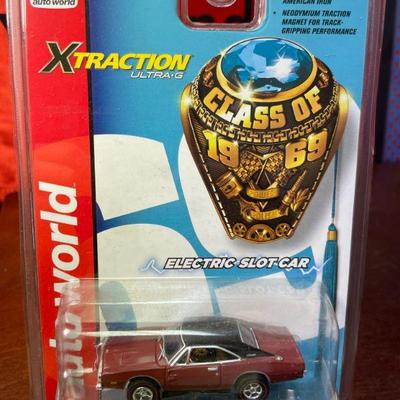 auto world
AMERICAN IRON
• NEODYMIUM TRACTION
MAGNET FOR TRACK-
GRIPPING PERFORMANCE
XTRACTION
ULTRA•G
CLASS OF
19 69
ELECTRIC SLOT CAR
auto world